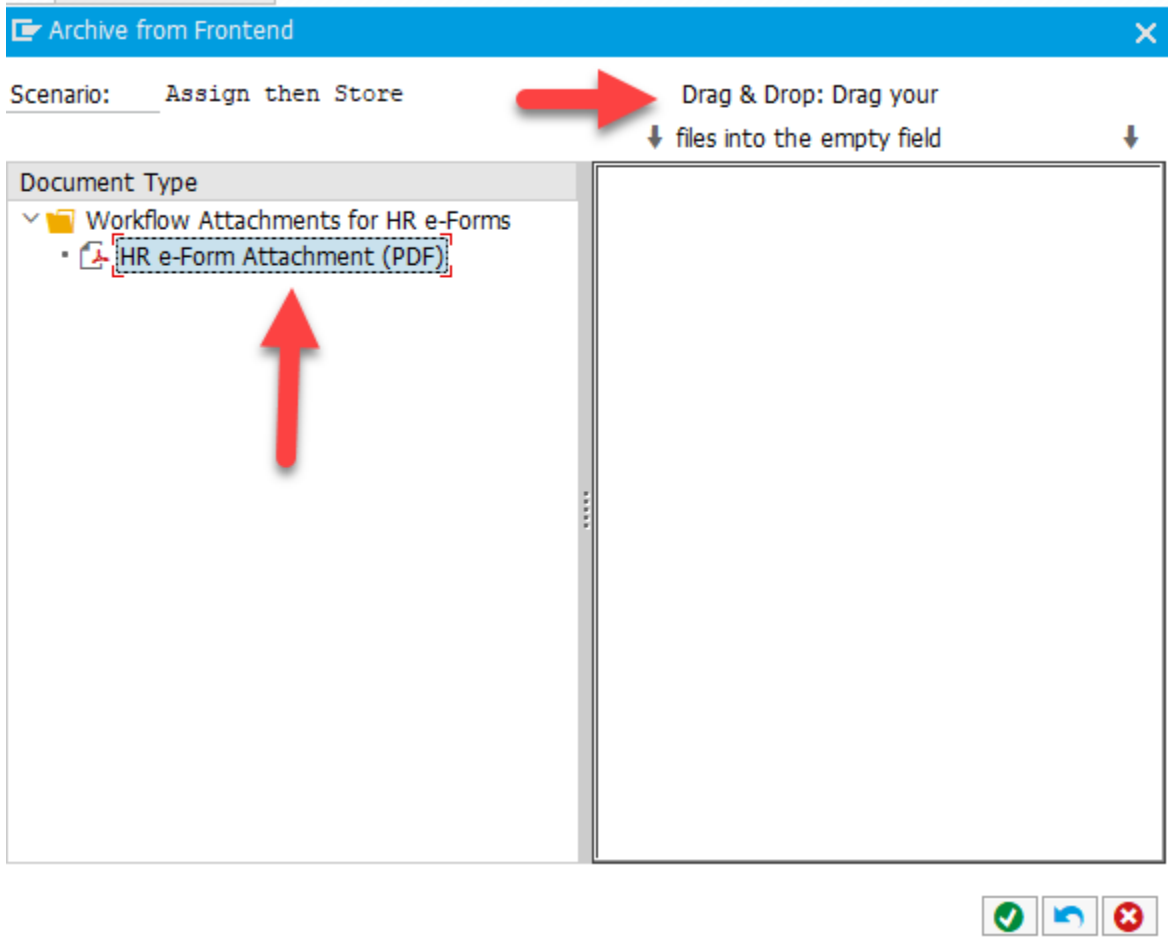 Archive from Frontend
Scenario: Assign then Store
Drag & Drop: Drag your
files into the empty field
Document Type
Workflow Attachments for HR e-Forms
HR e-Form Attachment (PDF)